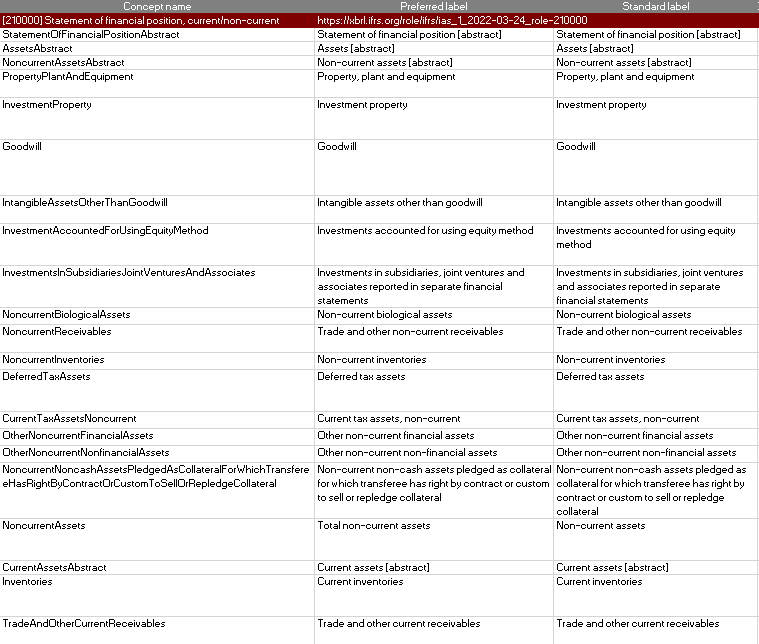 Concept name Preferred label Standard label
[210000] Statement of financial position, current/non-current https://xbrl.ifrs.org/role/ifrs/ias_1_2022-03-24_role-210000
StatementOfFinancialPositionAbstract Statement of financial position [abstract] Statement of financial position [abstract]
AssetsAbstract Assets [abstract] Assets [abstract]
NoncurrentAssetsAbstract Non-current assets [abstract] Non-current assets [abstract]
PropertyPlantAndEquipment Property, plant and equipment Property, plant and equipment
InvestmentProperty Investment property Investment property
Goodwill Goodwill Goodwill
IntangibleAssetsOtherThanGoodwill Intangible assets other than goodwill Intangible assets other than goodwill
InvestmentAccountedForUsingEquityMethod Investments accounted for using equity method Investments accounted for using equity
method
InvestmentsInSubsidiariesJointVenturesAndAssociates Investments in subsidiaries, joint ventures and Investments in subsidiaries, joint ventures
associates reported in separate financial and associates reported in separate
statements financial statements
NoncurrentBiologicalAssets Non-current biological assets Non-current biological assets
NoncurrentReceivables Trade and other non-current receivables Trade and other non-current receivables
NoncurrentInventories Non-current inventories Non-current inventories
DeferredTaxAssets Deferred tax assets Deferred tax assets
CurrentTaxAssetsNoncurrent Current tax assets, non-current Current tax assets, non-current
OtherNoncurrentFinancialAssets Other non-current financial assets Other non-current financial assets
OtherNoncurrentNonfinancialAssets Other non-current non-financial assets Other non-current non-financial assets
NoncurrentNoncashAssetsPledgedAsCollateralForWhichTransfere Non-current non-cash assets pledged as collateral Non-current non-cash assets pledged as
eHasRightByContractOrCustomToSellOrRepledgeCollateral for which transferee has right by contract or custom collateral for which transferee has right by
to sell or repledge collateral contract or custom to sell or repledge
collateral
NoncurrentAssets Total non-current assets Non-current assets
CurrentAssetsAbstract Current assets [abstract] Current assets [abstract]
Inventories Current inventories Current inventories
TradeAndOtherCurrentReceivables Trade and other current receivables Trade and other current receivables